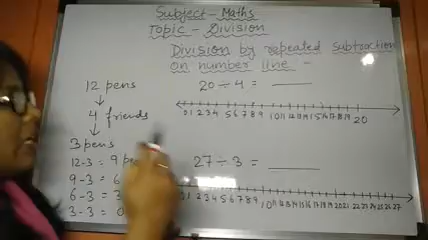 Subject - Maths
Topic - Division
Division by repeated subtraction
on number line :-
12 pens
4 friends
3 pens
12-3 = 9 pe
9-3 = 6
6-3 = 3
3-3 = 0
20 ÷ 4 = ______
0 1 2 3 4 5 6 7 8 9 10 11 12 13 14 15 16 17 18 19 20
27 ÷ 3 = ______
0 1 2 3 4 5 6 7 8 9 10 11 12 13 14 15 16 17 18 19 20 21 22 23 24 25 26 27